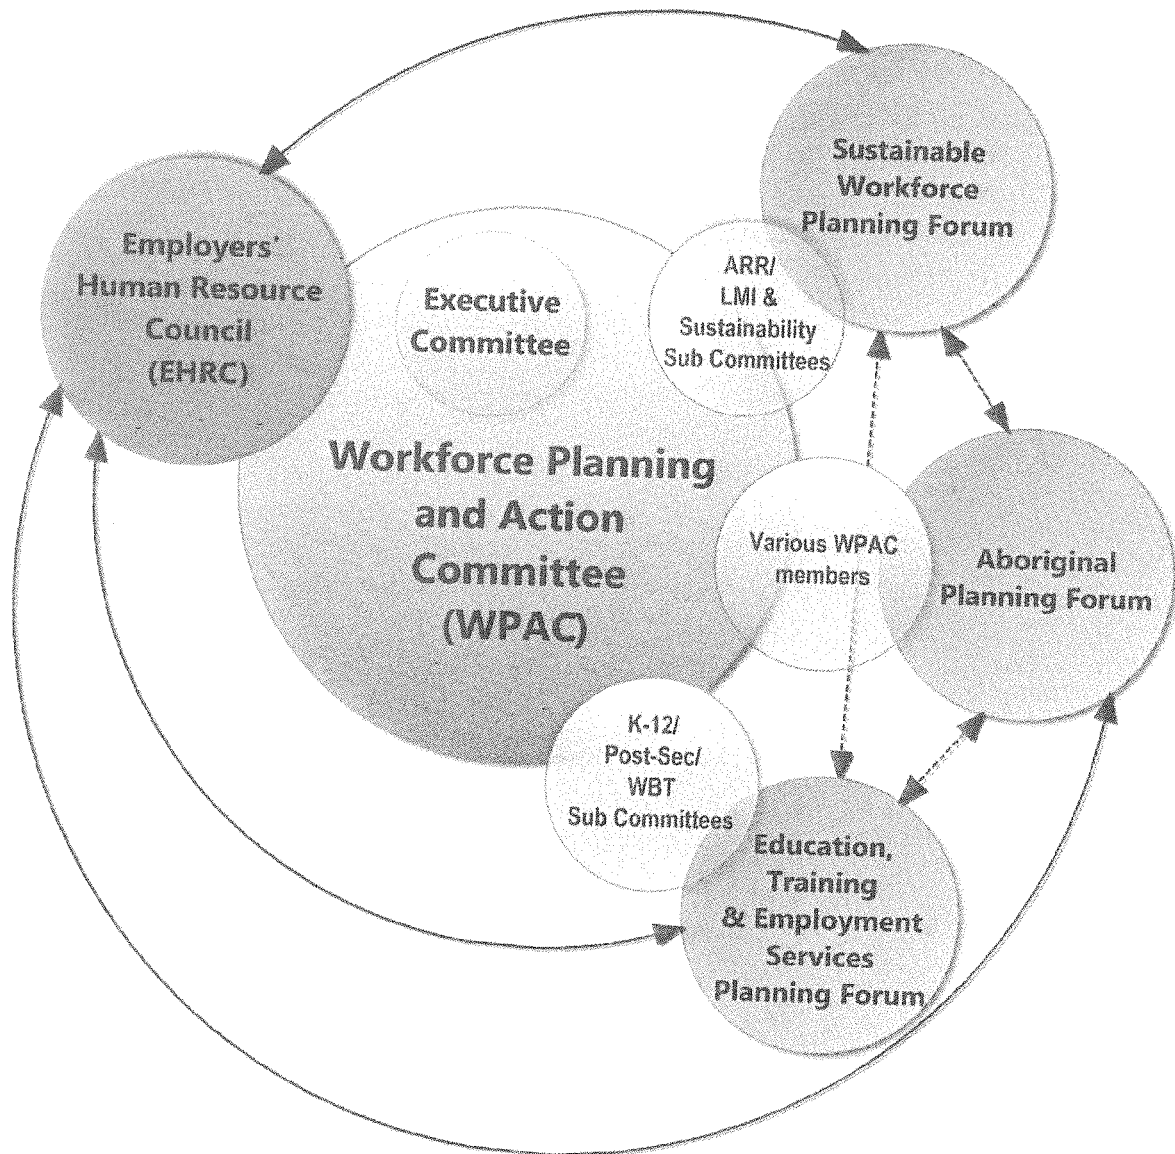 Sustainable
Workforce
Planning Forum
Employers'
Human Resource
Council
(EHRC)
Executive
Committee
ARR/
LMI &
Sustainability
Sub Committees
Workforce Planning
and Action
Committee
(WPAC)
Various WPAC
members
Aboriginal
Planning Forum
K-12/
Post-Sec/
WBT
Sub Committees
Education,
Training
& Employment
Services
Planning Forum